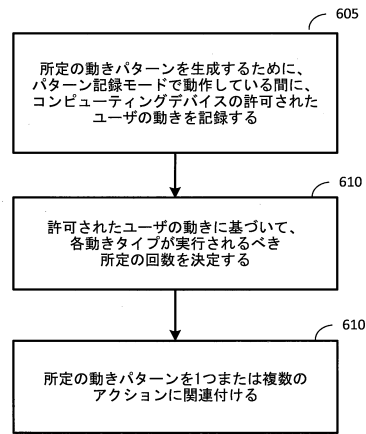 605
所定の動きパターンを生成するために、
パターン記録モードで動作している間に、
コンピューティングデバイスの許可された
ユーザの動きを記録する
610
許可されたユーザの動きに基づいて、
各動きタイプが実行されるべき
所定の回数を決定する
610
所定の動きパターンを1つまたは複数の
アクションに関連付ける